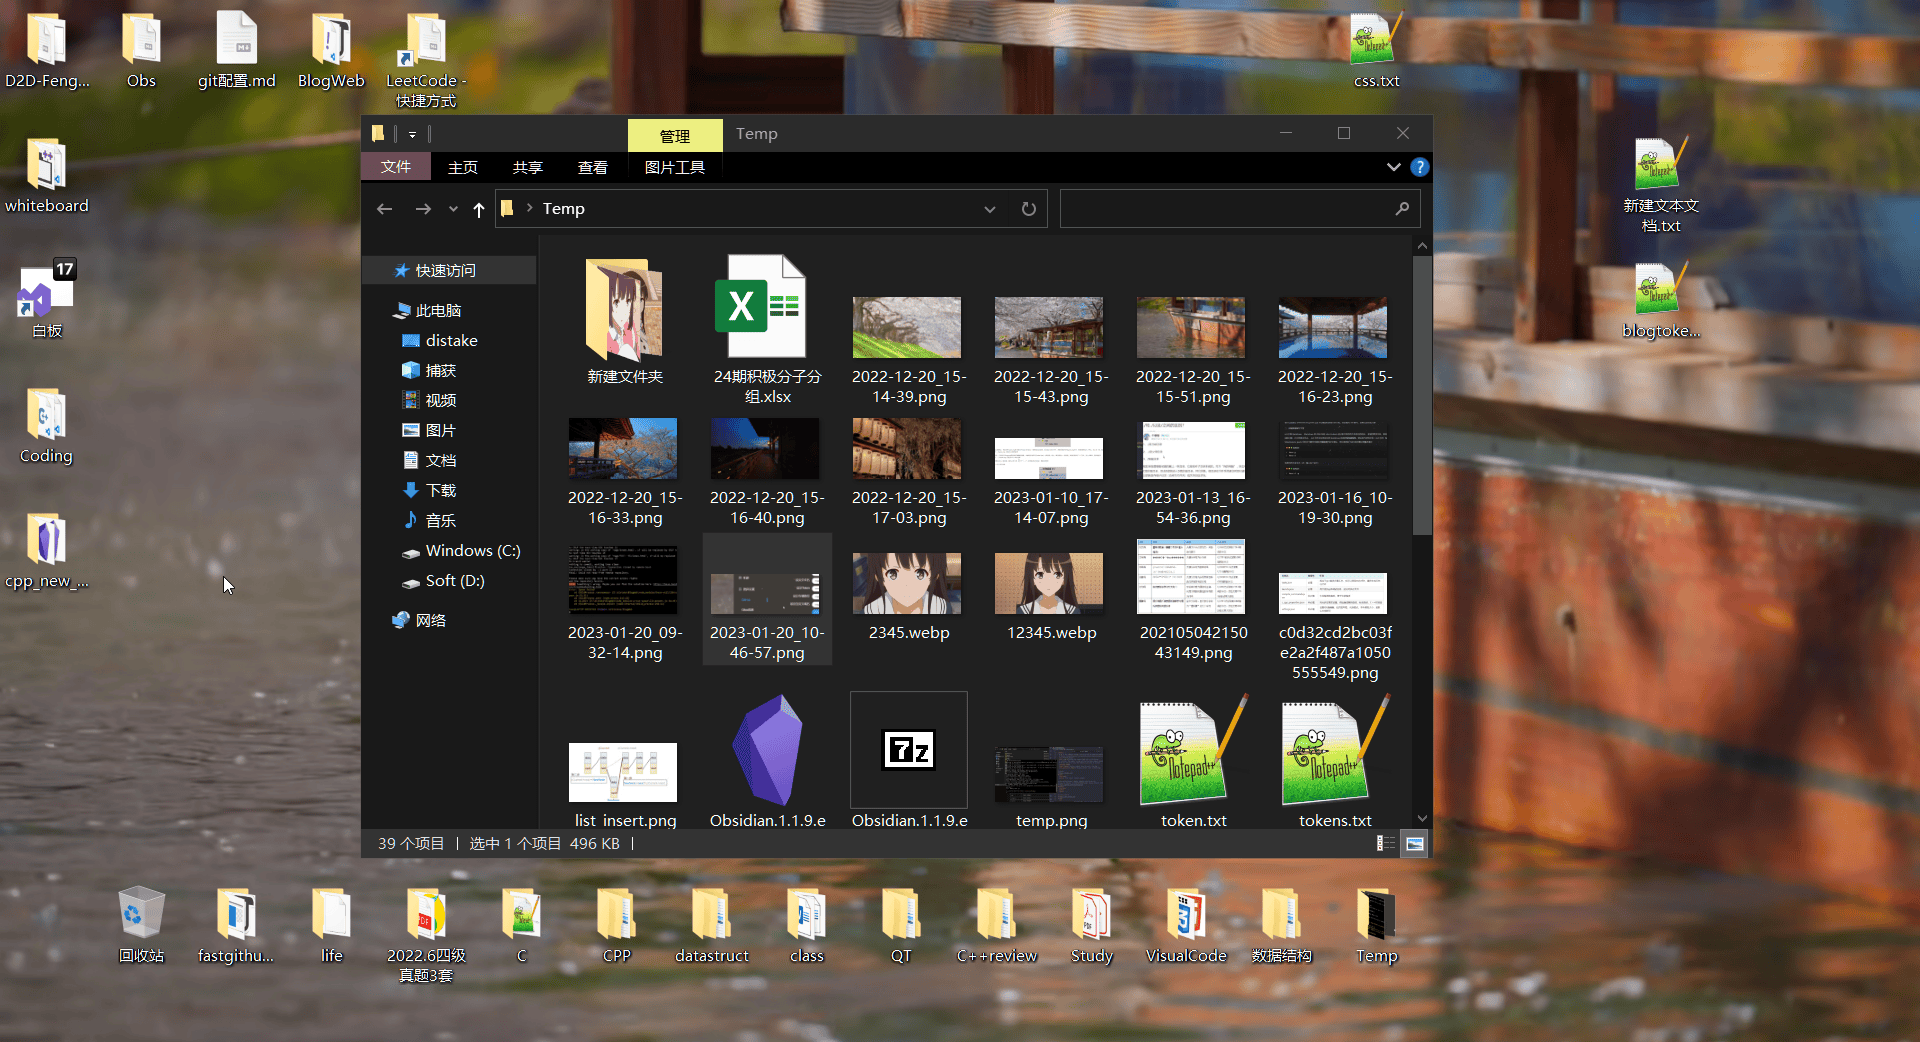 D2D-Feng...
Obs
git配置.md
BlogWeb
LeetCode -
快捷方式
css.txt
管理
Temp
文件
主页
共享
查看
图片工具
Temp
whiteboard
新建文本文
档.txt
17
白板
blogtoke...
Coding
cpp_new_...
快速访问
此电脑
distake
捕获
视频
图片
文档
下载
音乐
Windows (C:)
Soft (D:)
网络
新建文件夹
24期积极分子分
组.xlsx
2022-12-20_15-
14-39.png
2022-12-20_15-
15-43.png
2022-12-20_15-
15-51.png
2022-12-20_15-
16-23.png
2022-12-20_15-
16-33.png
2022-12-20_15-
16-40.png
2022-12-20_15-
17-03.png
2023-01-10_17-
14-07.png
2023-01-13_16-
54-36.png
2023-01-16_10-
19-30.png
2023-01-20_09-
32-14.png
2023-01-20_10-
46-57.png
2345.webp
12345.webp
202105042150
43149.png
c0d32cd2bc03f
e2a2f487a1050
555549.png
7z
Notepad++
Notepad++
list_insert.png
Obsidian.1.1.9.e
Obsidian.1.1.9.e
temp.png
token.txt
tokens.txt
39 个项目
选中 1 个项目 496 KB
回收站
fastgithu...
life
2022.6四级
真题3套
C
CPP
datastruct
class
QT
C++review
Study
VisualCode
数据结构
Temp